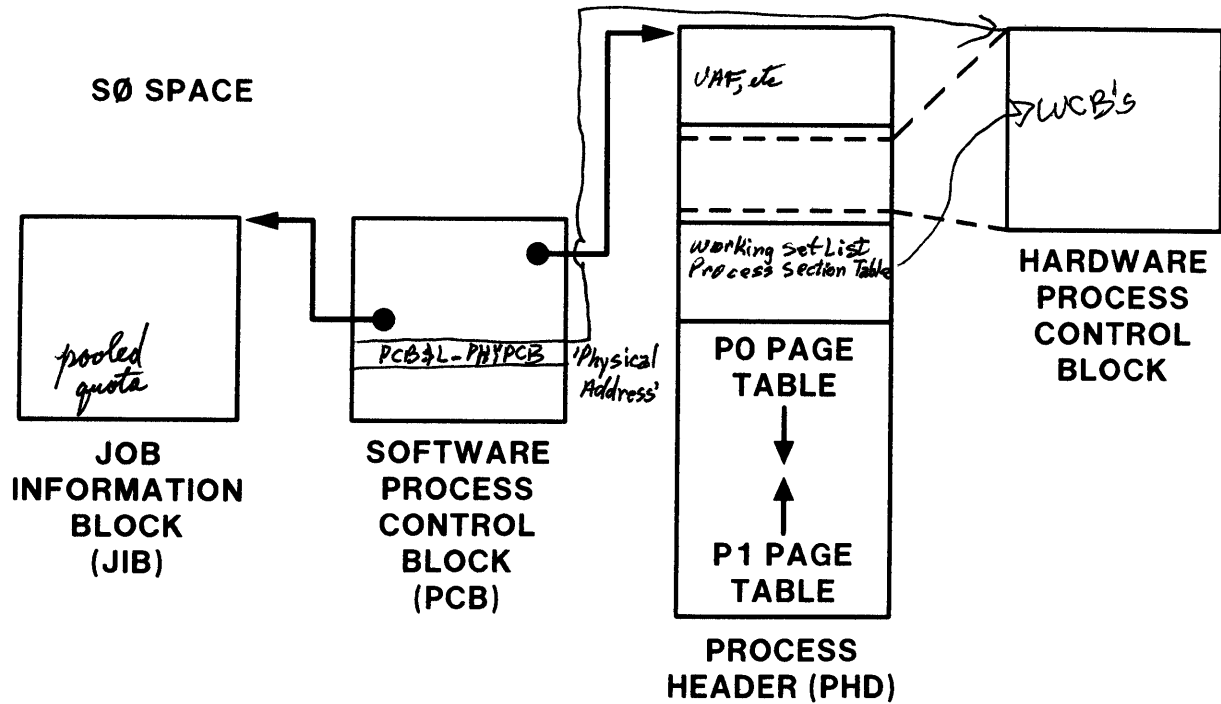 SØ SPACE
UAF, etc
WCB's
Working Set List
Process Section Table
HARDWARE
PROCESS
CONTROL
BLOCK
pooled
quota
PCB$L_PHYPCB
'Physical
Address'
P0 PAGE
TABLE
P1 PAGE
TABLE
JOB
INFORMATION
BLOCK
(JIB)
SOFTWARE
PROCESS
CONTROL
BLOCK
(PCB)
PROCESS
HEADER (PHD)